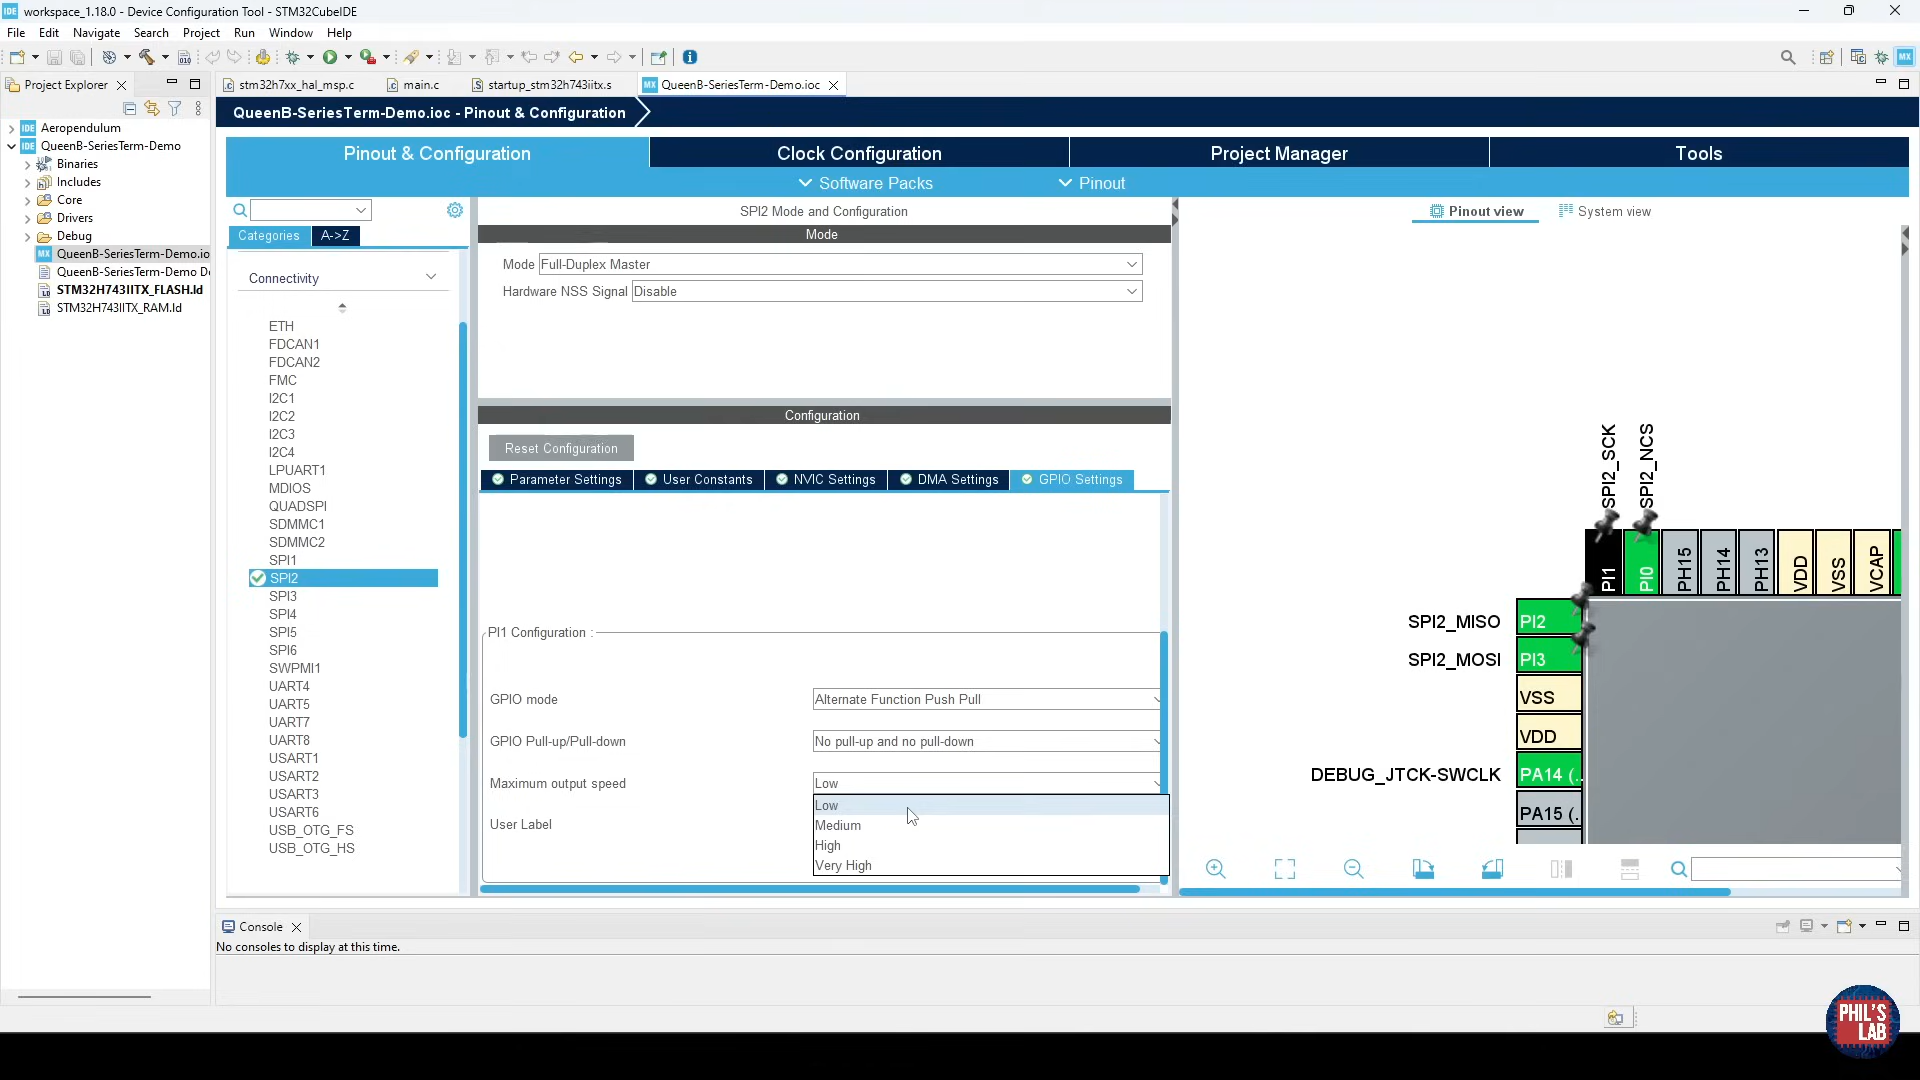 IDE workspace_1.18.0 - Device Configuration Tool - STM32CubeIDE
File Edit Navigate Search Project Run Window Help
Project Explorer
stm32h7xx_hal_msp.c
main.c
startup_stm32h743iitx.s
MX QueenB-SeriesTerm-Demo.ioc
QueenB-SeriesTerm-Demo.ioc - Pinout & Configuration
IDE Aeropendulum
IDE QueenB-SeriesTerm-Demo
Binaries
Includes
Core
Drivers
Debug
MX QueenB-SeriesTerm-Demo.io
QueenB-SeriesTerm-Demo D
STM32H743IITX_FLASH.ld
STM32H743IITX_RAM.ld
Pinout & Configuration
Clock Configuration
Project Manager
Tools
Software Packs
Pinout
Categories
A->Z
Connectivity
ETH
FDCAN1
FDCAN2
FMC
I2C1
I2C2
I2C3
I2C4
LPUART1
MDIOS
QUADSPI
SDMMC1
SDMMC2
SPI1
SPI2
SPI3
SPI4
SPI5
SPI6
SWPMI1
UART4
UART5
UART7
UART8
USART1
USART2
USART3
USART6
USB_OTG_FS
USB_OTG_HS
SPI2 Mode and Configuration
Mode
Mode Full-Duplex Master
Hardware NSS Signal Disable
Configuration
Reset Configuration
Parameter Settings
User Constants
NVIC Settings
DMA Settings
GPIO Settings
PI1 Configuration :
GPIO mode Alternate Function Push Pull
GPIO Pull-up/Pull-down No pull-up and no pull-down
Maximum output speed Low
Low
Medium
High
Very High
User Label
Pinout view
System view
SPI2_SCK
SPI2_NCS
PI1
PI0
PH15
PH14
PH13
VDD
VSS
VCAP
SPI2_MISO PI2
SPI2_MOSI PI3
VSS
VDD
DEBUG_JTCK-SWCLK PA14 (..
PA15 (..
Console
No consoles to display at this time.
PHIL'S
LAB